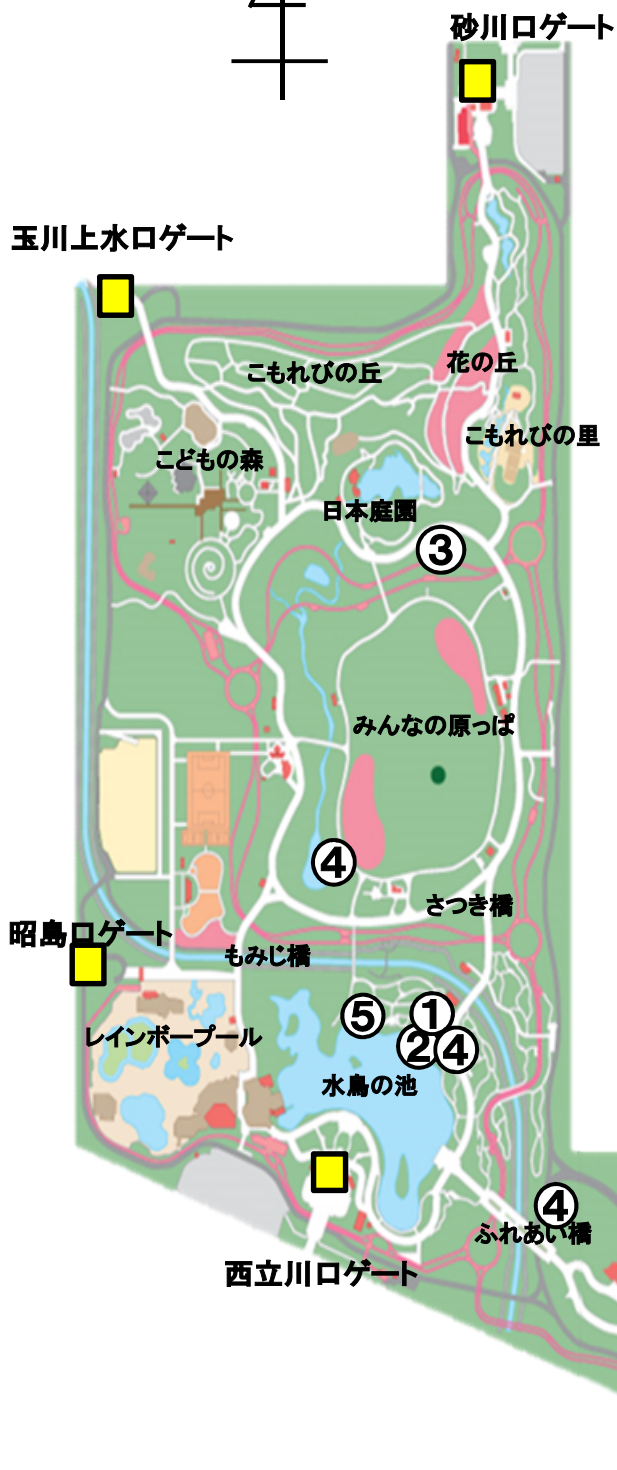 砂川口ゲート
玉川上水口ゲート
こもれびの丘
花の丘
こもれびの里
こどもの森
日本庭園
③
みんなの原っぱ
④
さつき橋
昭島口ゲート
もみじ橋
⑤
①
②
④
レインボープール
水鳥の池
④
ふれあい橋
西立川口ゲート